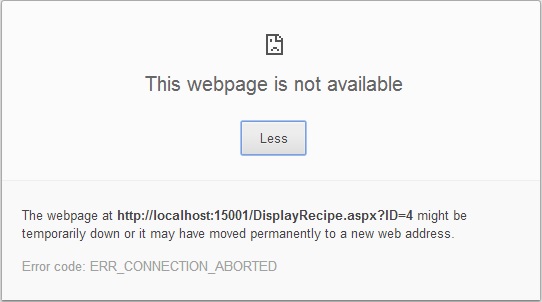 This webpage is not available
Less
The webpage at http://localhost:15001/DisplayRecipe.aspx?ID=4 might be
temporarily down or it may have moved permanently to a new web address.
Error code: ERR_CONNECTION_ABORTED